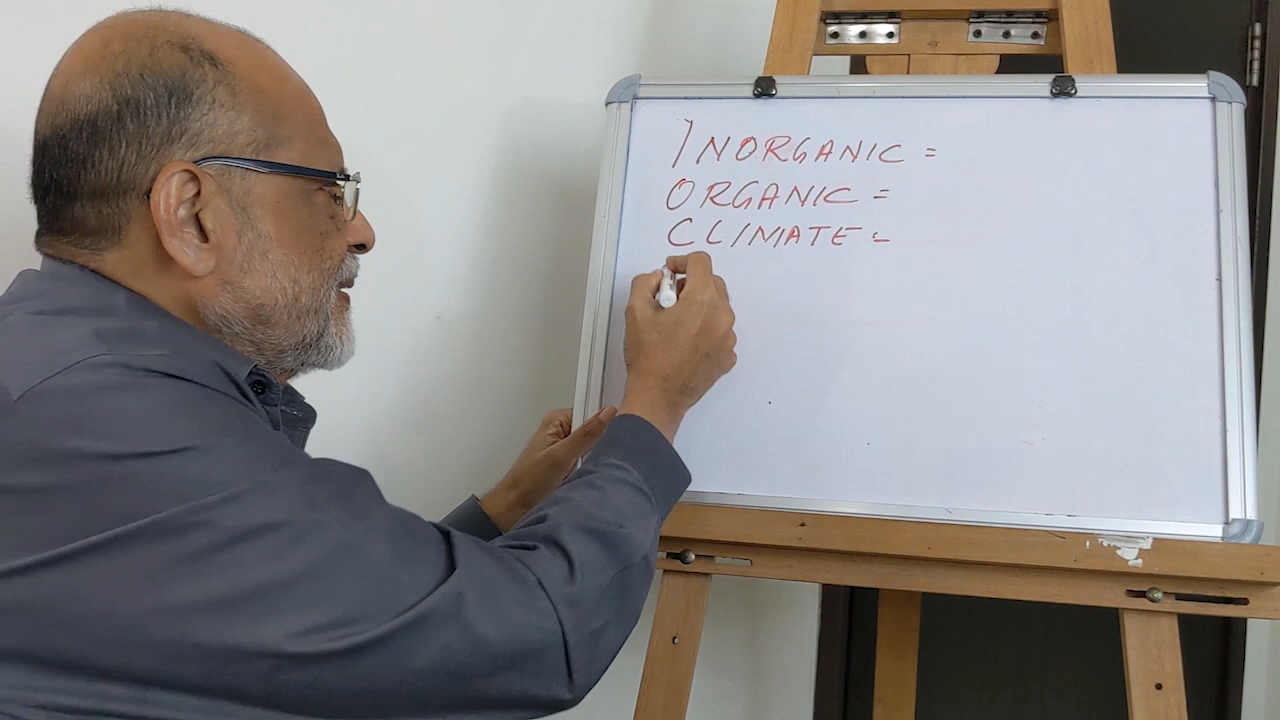 INORGANIC =
ORGANIC =
CLIMATE =